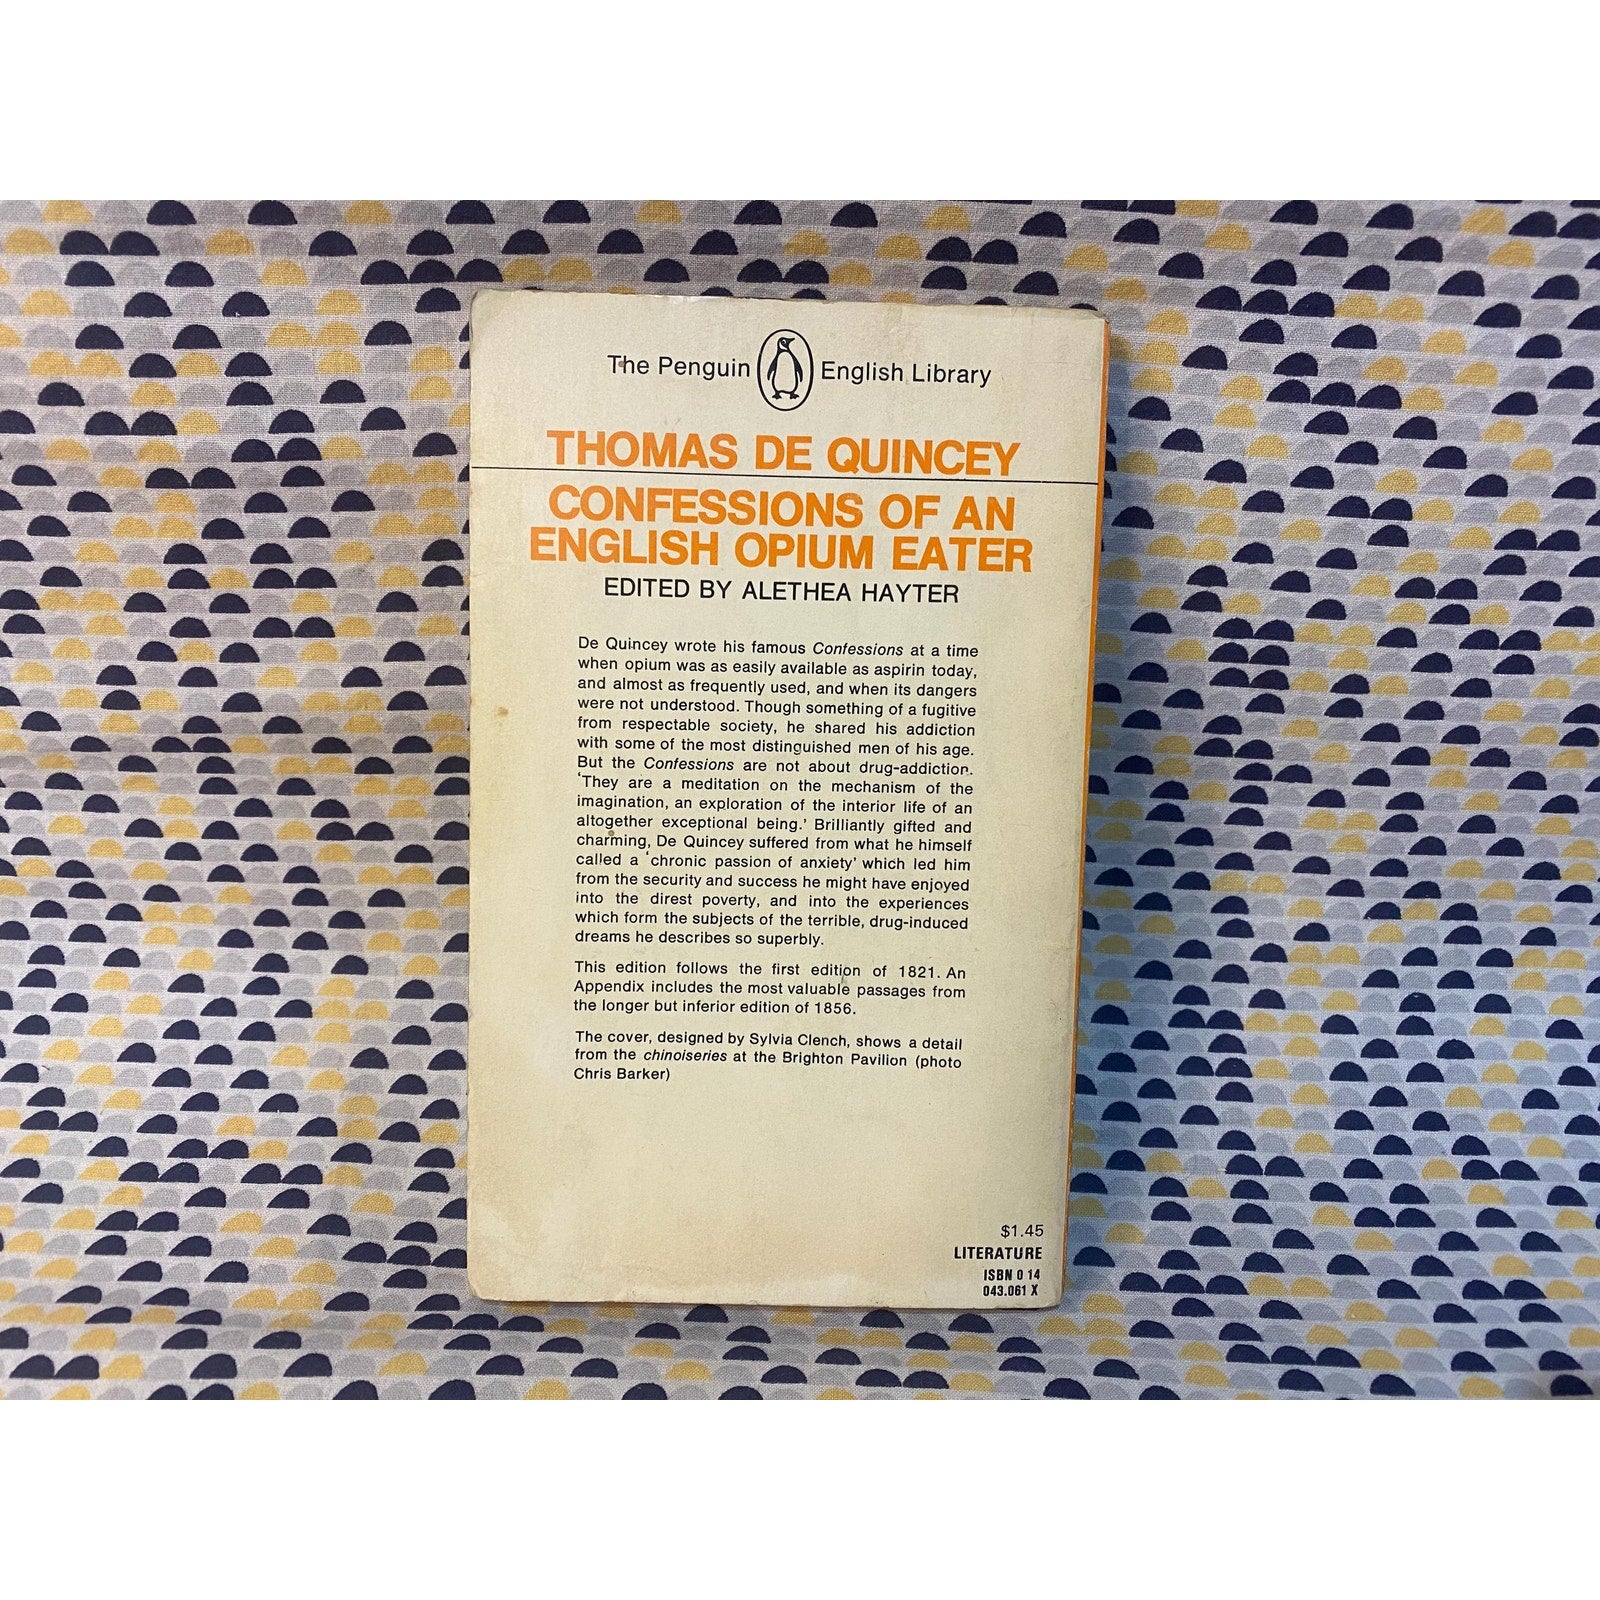 The Penguin English Library
THOMAS DE QUINCEY
CONFESSIONS OF AN
ENGLISH OPIUM EATER
EDITED BY ALETHEA HAYTER
De Quincey wrote his famous Confessions at a time
when opium was as easily available as aspirin today,
and almost as frequently used, and when its dangers
were not understood. Though something of a fugitive
from respectable society, he shared his addiction
with some of the most distinguished men of his age.
But the Confessions are not about drug-addiction.
'They are a meditation on the mechanism of the
imagination, an exploration of the interior life of an
altogether exceptional being.' Brilliantly gifted and
charming, De Quincey suffered from what he himself
called a 'chronic passion of anxiety' which led him
from the security and success he might have enjoyed
into the direst poverty, and into the experiences
which form the subjects of the terrible, drug-induced
dreams he describes so superbly.
This edition follows the first edition of 1821. An
Appendix includes the most valuable passages from
the longer but inferior edition of 1856.
The cover, designed by Sylvia Clench, shows a detail
from the chinoiseries at the Brighton Pavilion (photo
Chris Barker)
$1.45
LITERATURE
ISBN 0 14
043.061 X